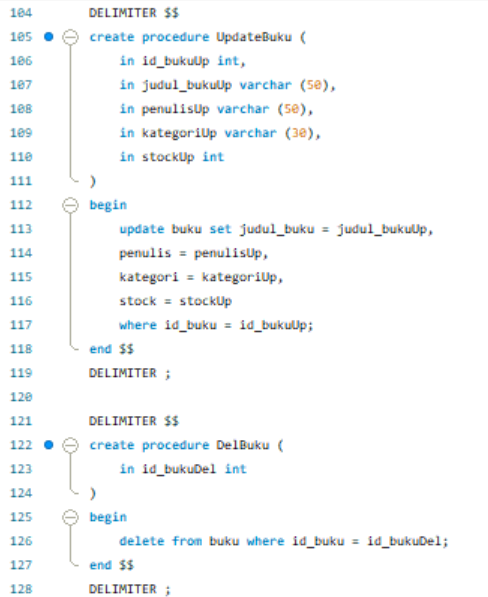 104 DELIMITER $$
105 create procedure UpdateBuku (
106 in id_bukuUp int,
107 in judul_bukuUp varchar (50),
108 in penulisUp varchar (50),
109 in kategoriUp varchar (30),
110 in stockUp int
111 )
112 begin
113 update buku set judul_buku = judul_bukuUp,
114 penulis = penulisUp,
115 kategori = kategoriUp,
116 stock = stockUp
117 where id_buku = id_bukuUp;
118 end $$
119 DELIMITER ;
120
121 DELIMITER $$
122 create procedure DelBuku (
123 in id_bukuDel int
124 )
125 begin
126 delete from buku where id_buku = id_bukuDel;
127 end $$
128 DELIMITER ;